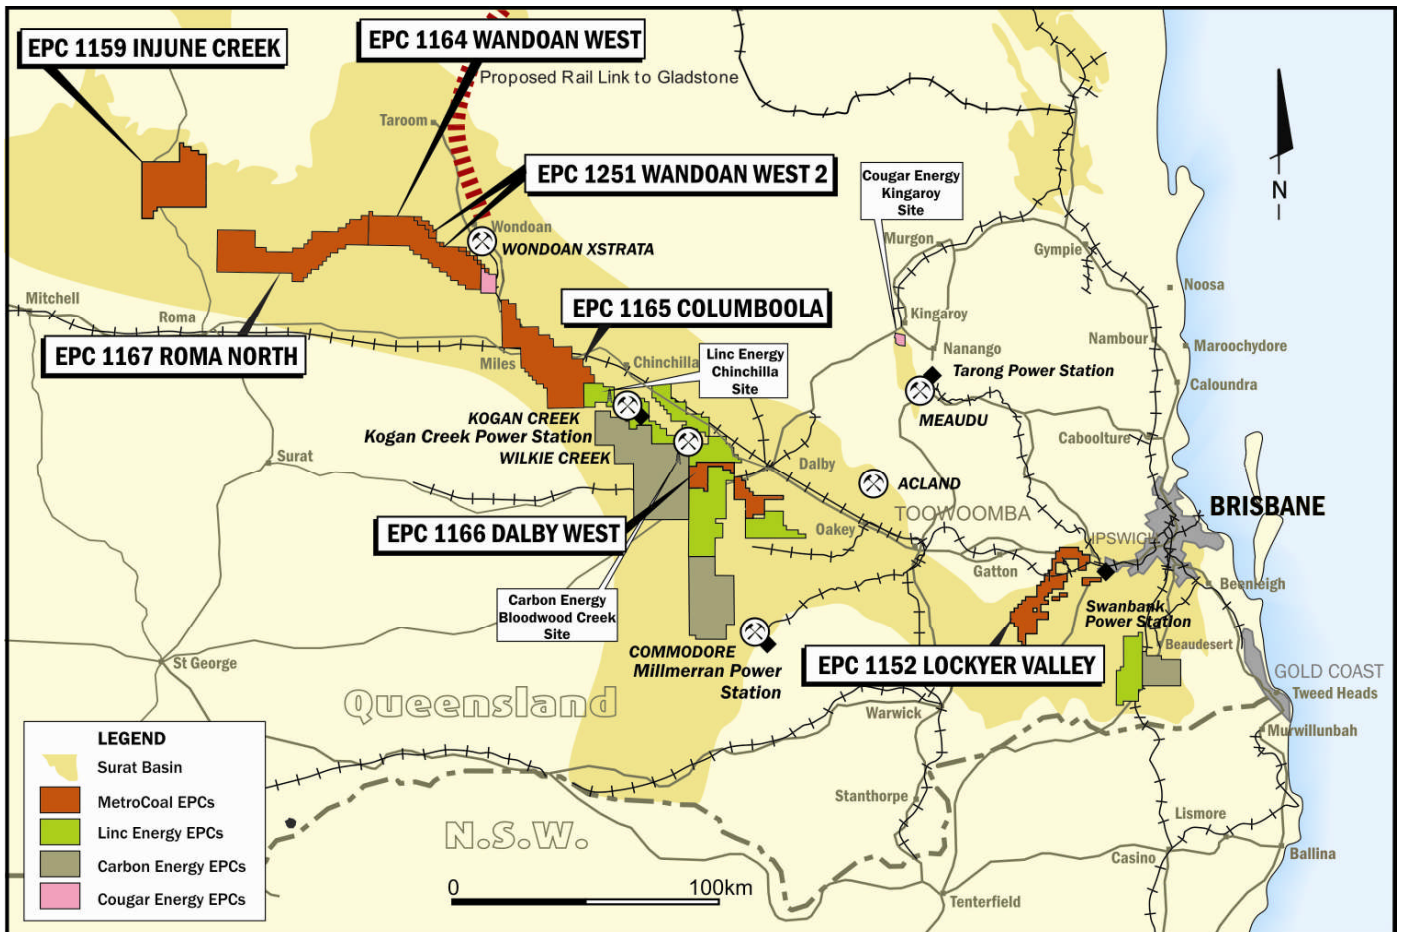 EPC 1159 INJUNE CREEK
EPC 1164 WANDOAN WEST
Proposed Rail Link to Gladstone
Taroom
EPC 1251 WANDOAN WEST 2
Cougar Energy
Kingaroy
Site
N
Wondoan
WONDOAN XSTRATA
Murgon
Gympie
Noosa
Mitchell
Roma
EPC 1165 COLUMBOOLA
Kingaroy
EPC 1167 ROMA NORTH
Miles
Chinchilla
Linc Energy
Chinchilla
Site
Nanango
Nambour
Maroochydore
Tarong Power Station
Caloundra
MEAUDU
KOGAN CREEK
Kogan Creek Power Station
WILKIE CREEK
Caboolture
Surat
Dalby
ACLAND
BRISBANE
TOOWOOMBA
EPC 1166 DALBY WEST
Oakey
IPSWICH
Gatton
Beenleigh
Carbon Energy
Bloodwood Creek
Site
Swanbank
Power Station
COMMODORE
Millmerran Power
Station
EPC 1152 LOCKYER VALLEY
Beaudesert
St George
GOLD COAST
Tweed Heads
Queensland
Warwick
Murwillunbah
LEGEND
Surat Basin
MetroCoal EPCs
Linc Energy EPCs
Carbon Energy EPCs
Cougar Energy EPCs
Stanthorpe
Lismore
N.S.W.
Casino
Ballina
0 100km
Tenterfield